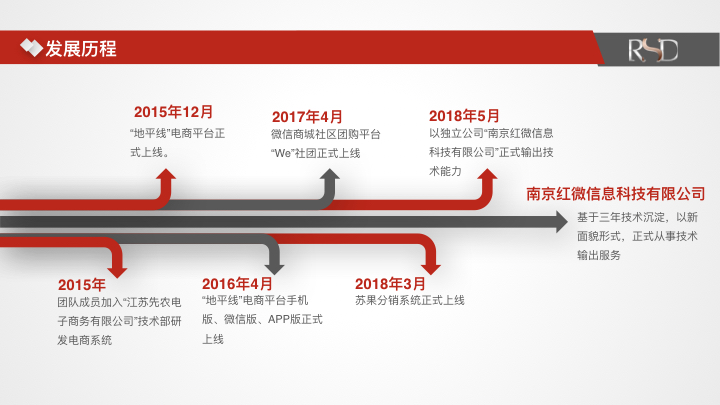 发展历程
RSD
2015年12月
“地平线”电商平台正
式上线。
2017年4月
微信商城社区团购平台
“We”社团正式上线
2018年5月
以独立公司“南京红微信息
科技有限公司”正式输出技
术能力
南京红微信息科技有限公司
基于三年技术沉淀，以新
面貌形式，正式从事技术
输出服务
2015年
团队成员加入“江苏先农电
子商务有限公司”技术部研
发电商系统
2016年4月
“地平线”电商平台手机
版、微信版、APP版正式
上线
2018年3月
苏果分销系统正式上线